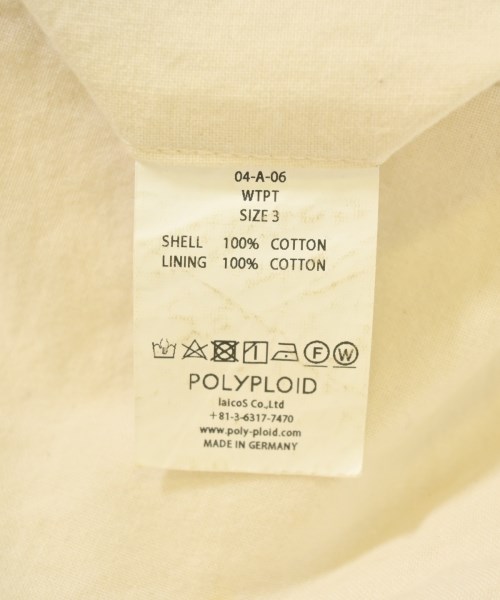 04-A-06
WTPT
SIZE 3
SHELL 100% COTTON
LINING 100% COTTON
F W
POLYPLOID
laicoS Co.,Ltd
+81-3-6317-7470
www.poly-ploid.com
MADE IN GERMANY